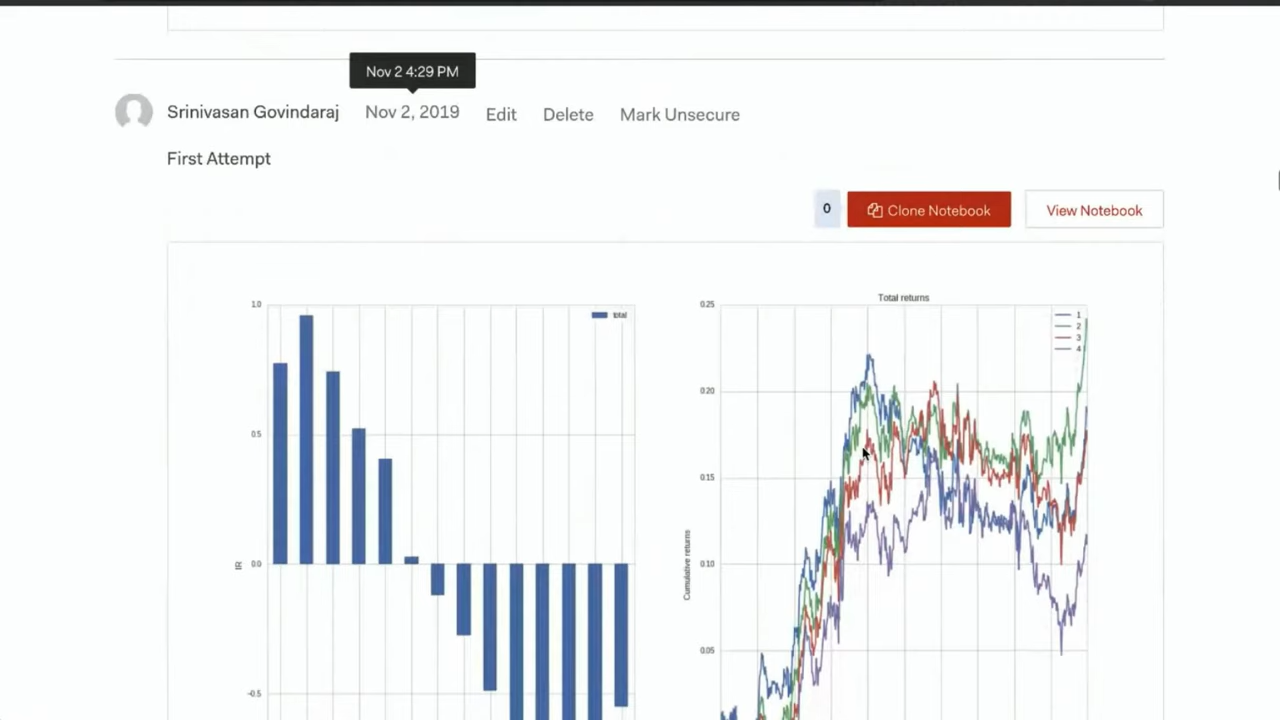 Nov 2 4:29 PM
Srinivasan Govindaraj Nov 2, 2019 Edit Delete Mark Unsecure
First Attempt
0 Clone Notebook View Notebook
Total returns
1.0
total
0.25
1
2
3
4
0.20
0.5
0.15
IR
0.0
Cumulative returns
0.10
0.05
-0.5